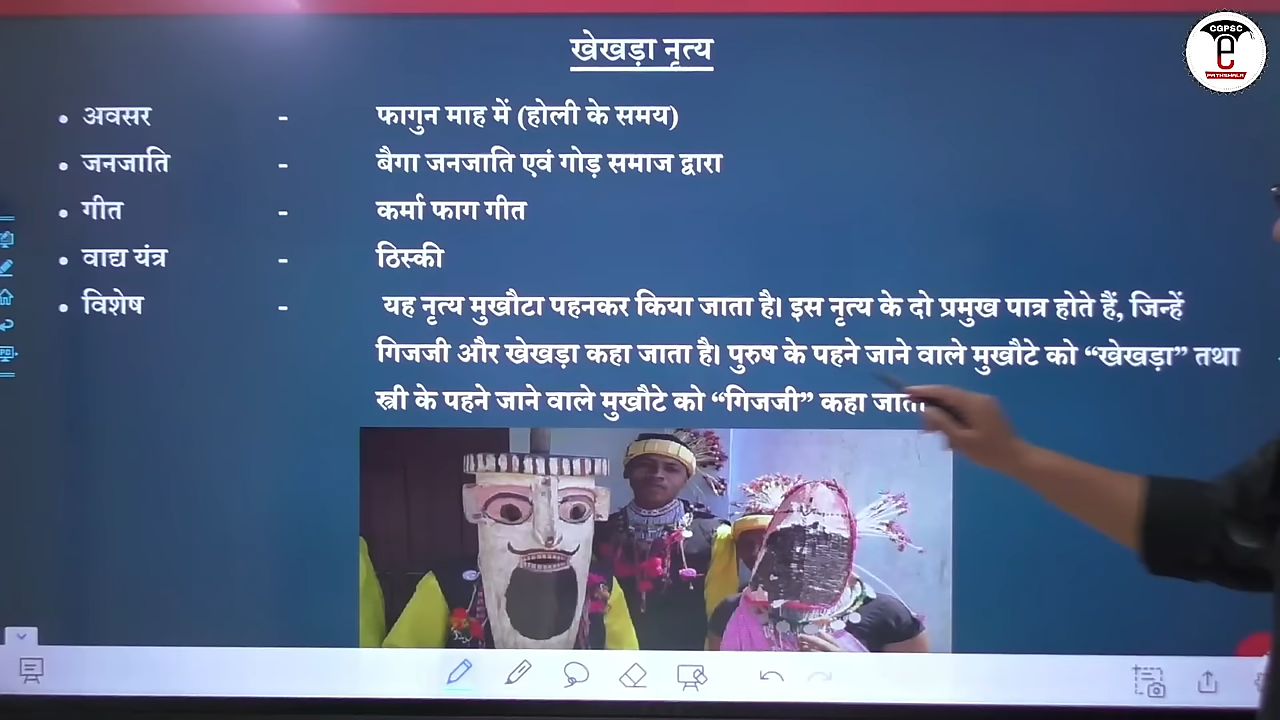 खेखड़ा नृत्य
CGPSC
e
PATHSHALA
• अवसर - फागुन माह में (होली के समय)
• जनजाति - बैगा जनजाति एवं गोड़ समाज द्वारा
• गीत - कर्मा फाग गीत
• वाद्य यंत्र - ठिस्की
• विशेष - यह नृत्य मुखौटा पहनकर किया जाता है। इस नृत्य के दो प्रमुख पात्र होते हैं, जिन्हें
गिजजी और खेखड़ा कहा जाता है। पुरुष के पहने जाने वाले मुखौटे को “खेखड़ा” तथा
स्त्री के पहने जाने वाले मुखौटे को “गिजजी” कहा जाता